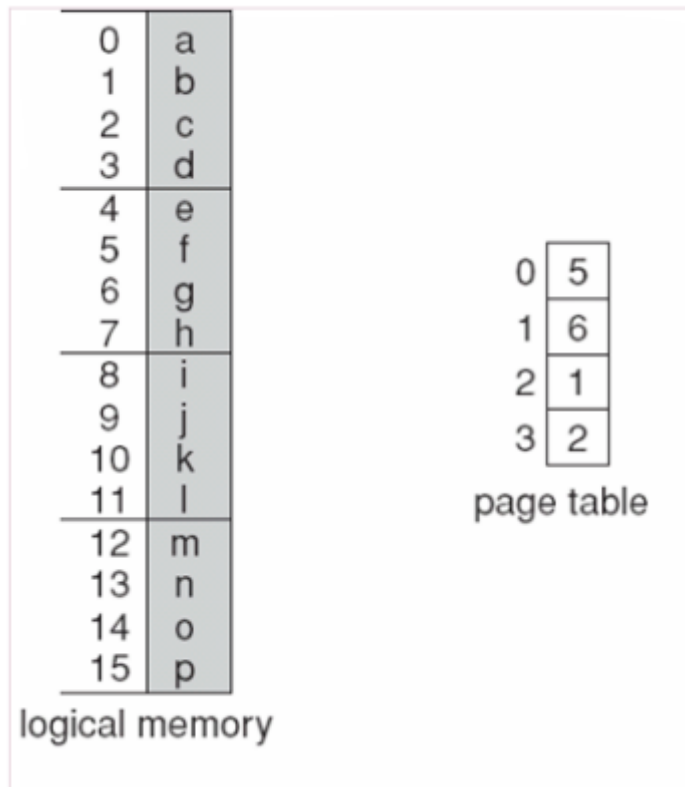 0 a
1 b
2 c
3 d
4 e
5 f
6 g
7 h
8 i
9 j
10 k
11 l
12 m
13 n
14 o
15 p
logical memory
0 5
1 6
2 1
3 2
page table